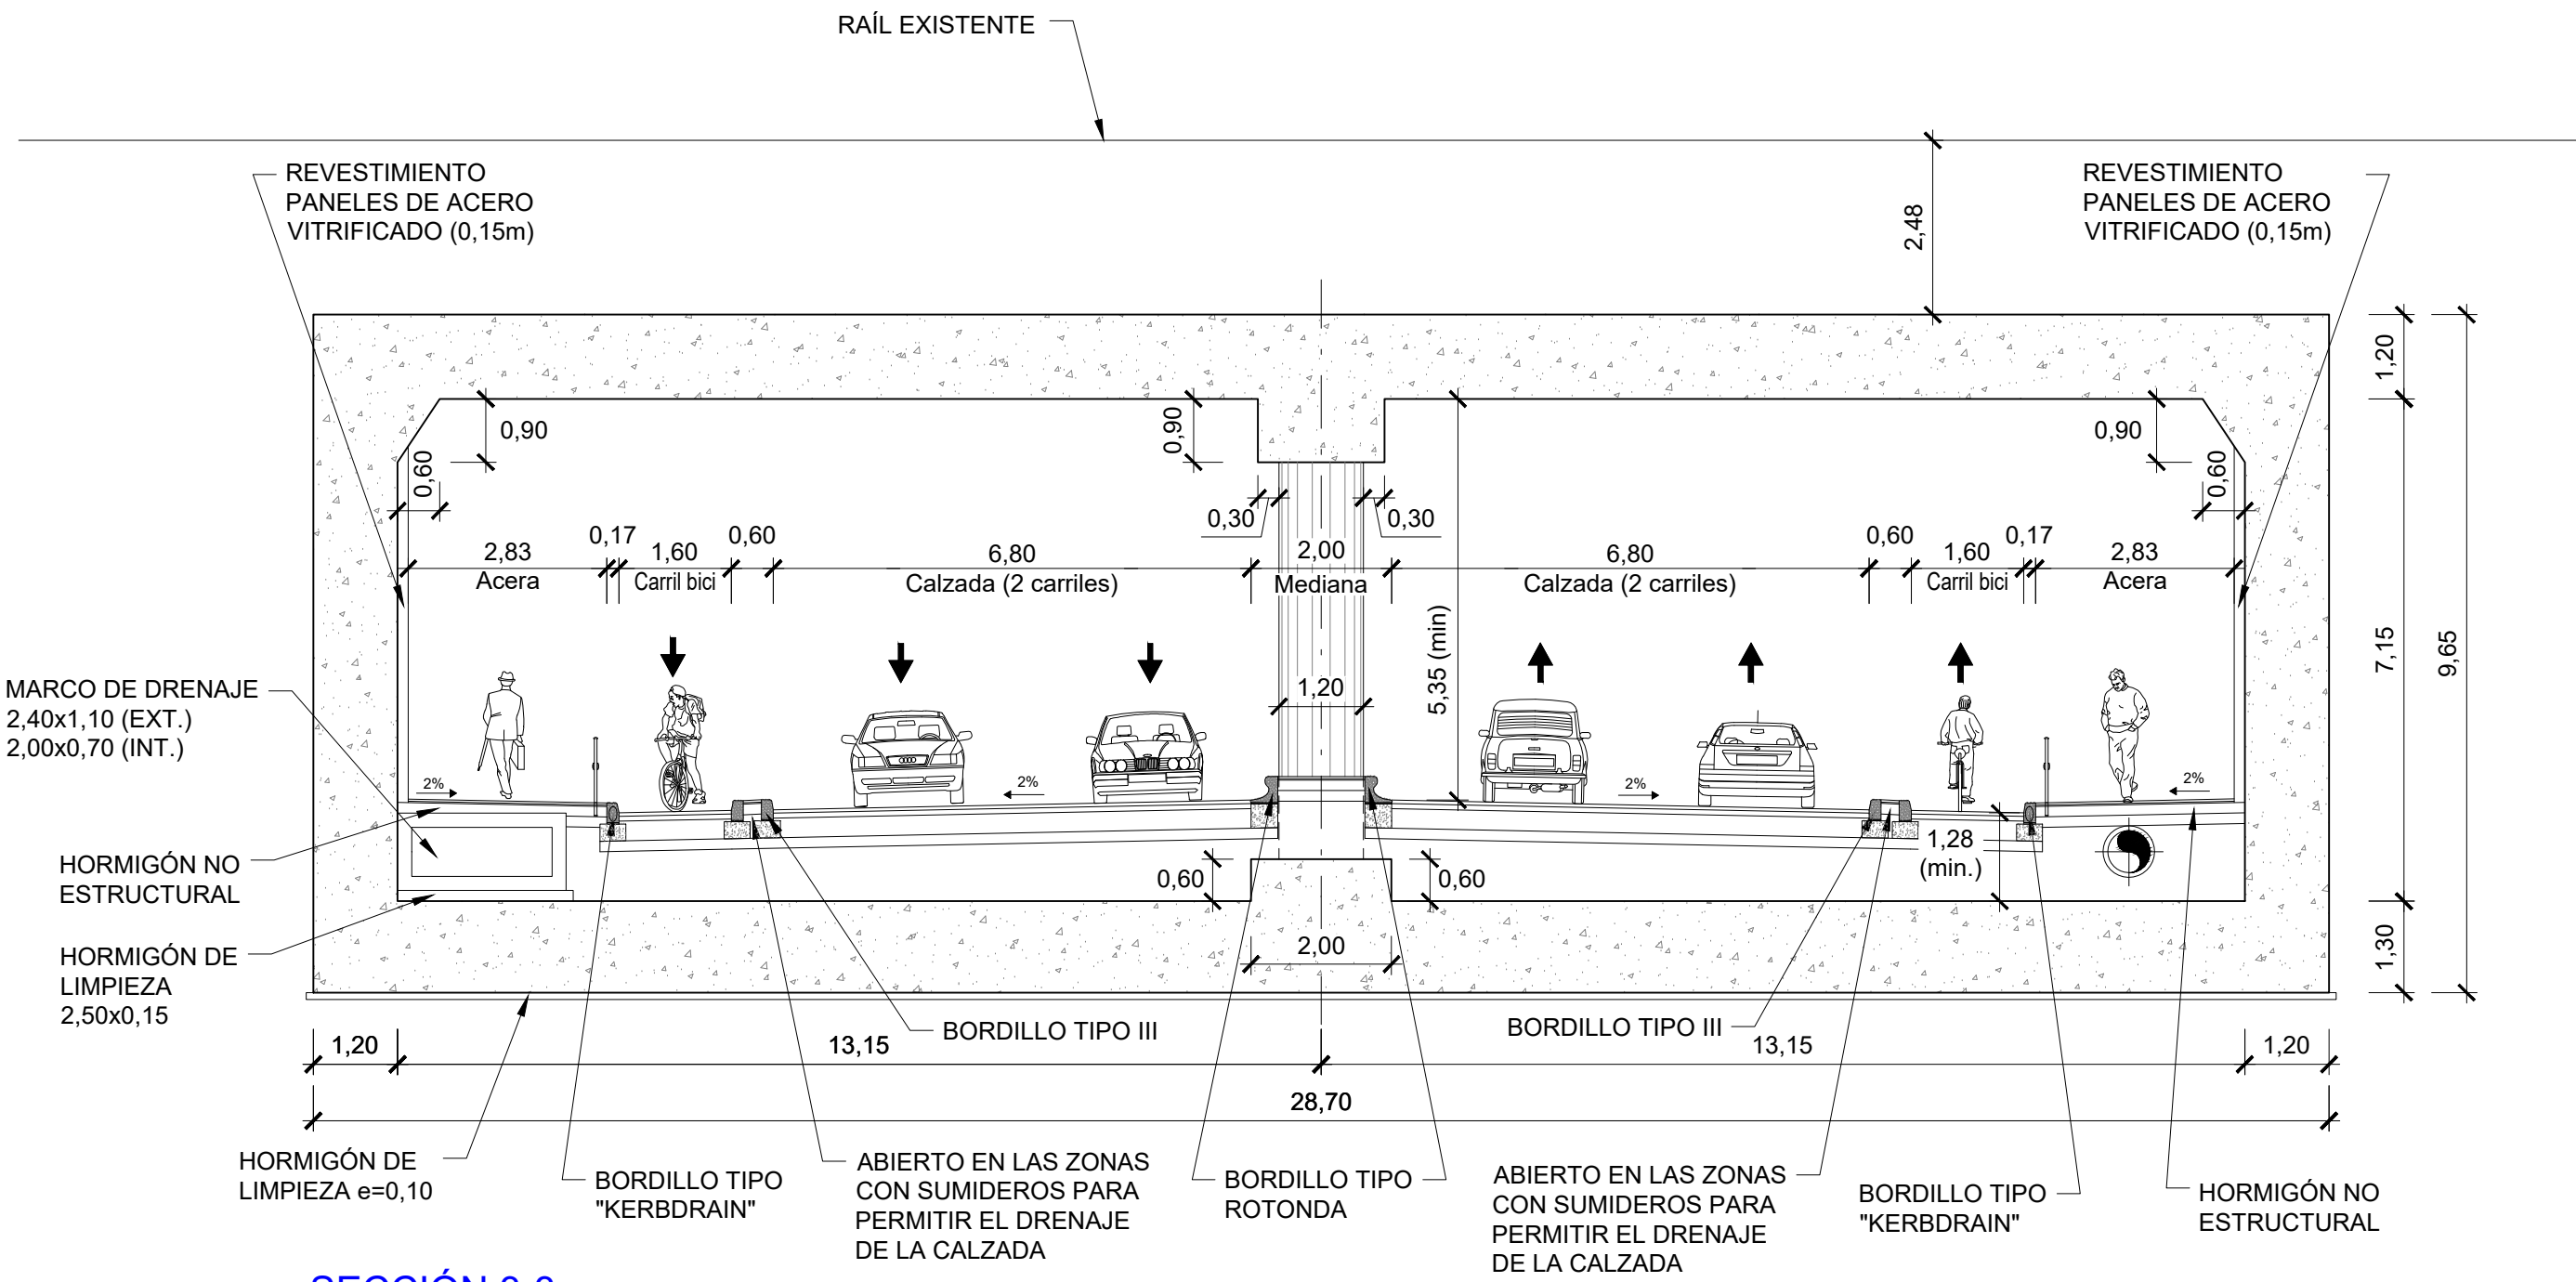 RAÍL EXISTENTE
REVESTIMIENTO
PANELES DE ACERO
VITRIFICADO (0,15m)
REVESTIMIENTO
PANELES DE ACERO
VITRIFICADO (0,15m)
2,48
1,20
0,90
0,90
0,90
0,60
0,60
0,30
0,30
2,83
Acera
0,17
1,60
Carril bici
0,60
6,80
Calzada (2 carriles)
2,00
Mediana
6,80
Calzada (2 carriles)
0,60
1,60
Carril bici
0,17
2,83
Acera
5,35 (min)
7,15
9,65
1,20
MARCO DE DRENAJE
2,40x1,10 (EXT.)
2,00x0,70 (INT.)
2%
2%
2%
2%
HORMIGÓN NO
ESTRUCTURAL
0,60
0,60
1,28
(min.)
HORMIGÓN DE
LIMPIEZA
2,50x0,15
2,00
1,30
BORDILLO TIPO III
BORDILLO TIPO III
1,20
13,15
13,15
1,20
28,70
HORMIGÓN DE
LIMPIEZA e=0,10
BORDILLO TIPO
"KERBDRAIN"
ABIERTO EN LAS ZONAS
CON SUMIDEROS PARA
PERMITIR EL DRENAJE
DE LA CALZADA
BORDILLO TIPO
ROTONDA
ABIERTO EN LAS ZONAS
CON SUMIDEROS PARA
PERMITIR EL DRENAJE
DE LA CALZADA
BORDILLO TIPO
"KERBDRAIN"
HORMIGÓN NO
ESTRUCTURAL
SECCIÓN